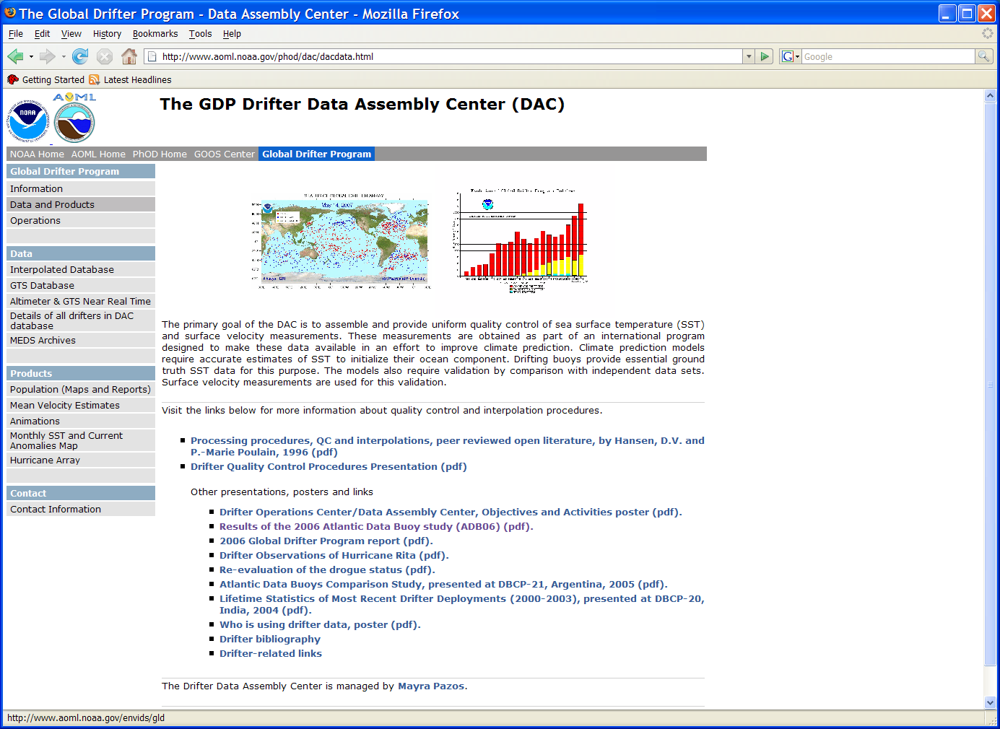 The Global Drifter Program - Data Assembly Center - Mozilla Firefox
File Edit View History Bookmarks Tools Help
http://www.aoml.noaa.gov/phod/dac/dacdata.html
G Google
Getting Started Latest Headlines
AOML
NOAA
The GDP Drifter Data Assembly Center (DAC)
NOAA Home AOML Home PhOD Home GOOS Center Global Drifter Program
Global Drifter Program
Information
Data and Products
Operations
Data
Interpolated Database
GTS Database
Altimeter & GTS Near Real Time
Details of all drifters in DAC
database
MEDS Archives
Products
Population (Maps and Reports)
Mean Velocity Estimates
Animations
Monthly SST and Current
Anomalies Map
Hurricane Array
Contact
Contact Information
STATUS OF GLOBAL DRIFTER ARRAY
May 14, 2007
The primary goal of the DAC is to assemble and provide uniform quality control of sea surface temperature (SST)
and surface velocity measurements. These measurements are obtained as part of an international program
designed to make these data available in an effort to improve climate prediction. Climate prediction models
require accurate estimates of SST to initialize their ocean component. Drifting buoys provide essential ground
truth SST data for this purpose. The models also require validation by comparison with independent data sets.
Surface velocity measurements are used for this validation.
Visit the links below for more information about quality control and interpolation procedures.
Processing procedures, QC and interpolations, peer reviewed open literature, by Hansen, D.V. and
P.-Marie Poulain, 1996 (pdf)
Drifter Quality Control Procedures Presentation (pdf)
Other presentations, posters and links
Drifter Operations Center/Data Assembly Center, Objectives and Activities poster (pdf).
Results of the 2006 Atlantic Data Buoy study (ADB06) (pdf).
2006 Global Drifter Program report (pdf).
Drifter Observations of Hurricane Rita (pdf).
Re-evaluation of the drogue status (pdf).
Atlantic Data Buoys Comparison Study, presented at DBCP-21, Argentina, 2005 (pdf).
Lifetime Statistics of Most Recent Drifter Deployments (2000-2003), presented at DBCP-20,
India, 2004 (pdf).
Who is using drifter data, poster (pdf).
Drifter bibliography
Drifter-related links
The Drifter Data Assembly Center is managed by Mayra Pazos.
http://www.aoml.noaa.gov/envids/gld